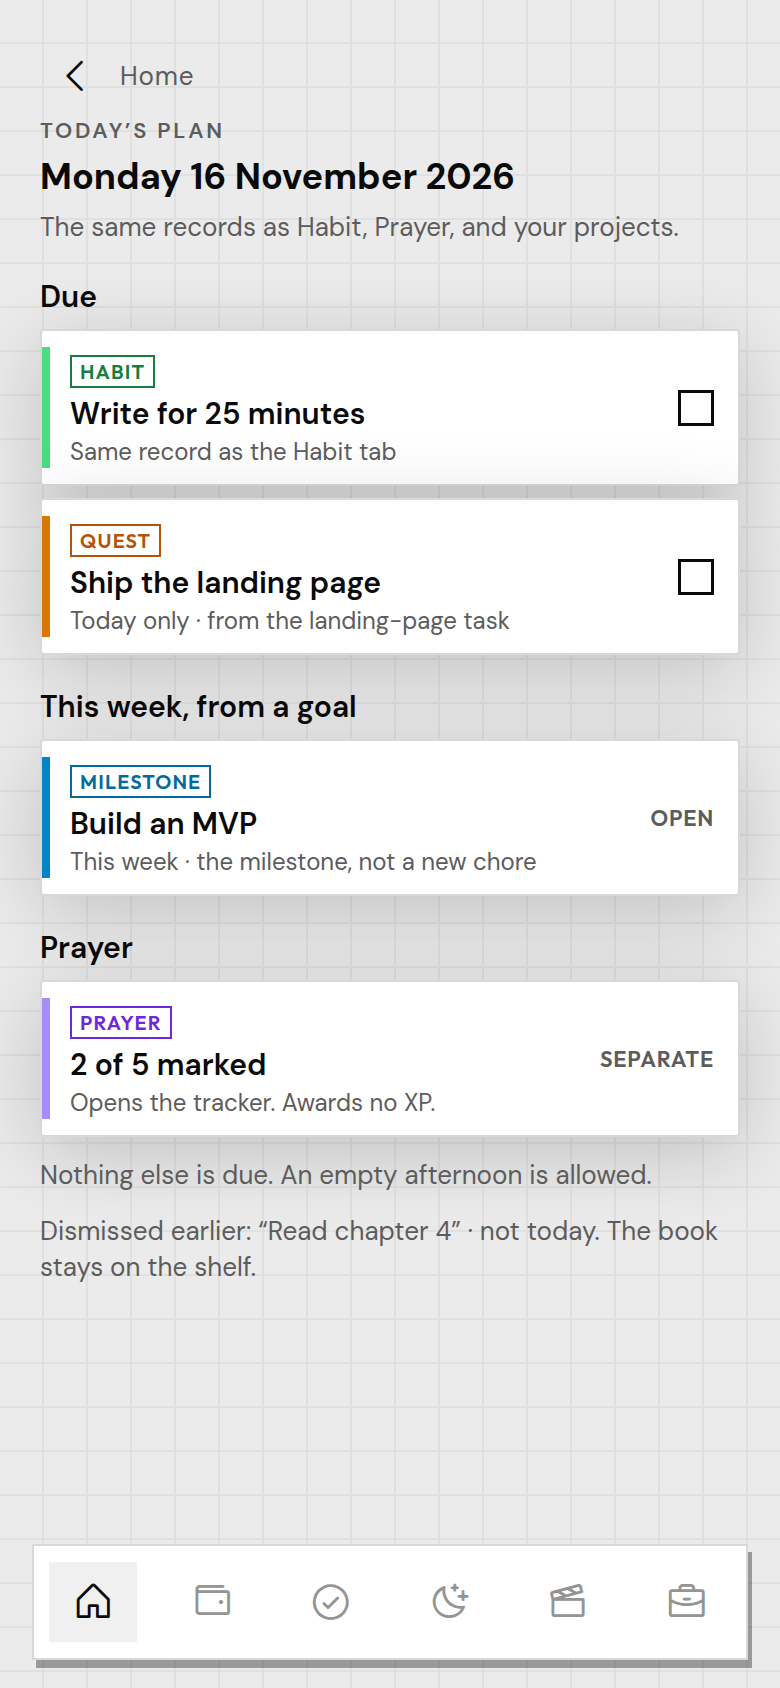 Home
TODAY’S PLAN
Monday 16 November 2026
The same records as Habit, Prayer, and your projects.
Due
HABIT
Write for 25 minutes
Same record as the Habit tab
QUEST
Ship the landing page
Today only · from the landing-page task
This week, from a goal
MILESTONE
Build an MVP
OPEN
This week · the milestone, not a new chore
Prayer
PRAYER
2 of 5 marked
SEPARATE
Opens the tracker. Awards no XP.
Nothing else is due. An empty afternoon is allowed.
Dismissed earlier: “Read chapter 4” · not today. The book
stays on the shelf.